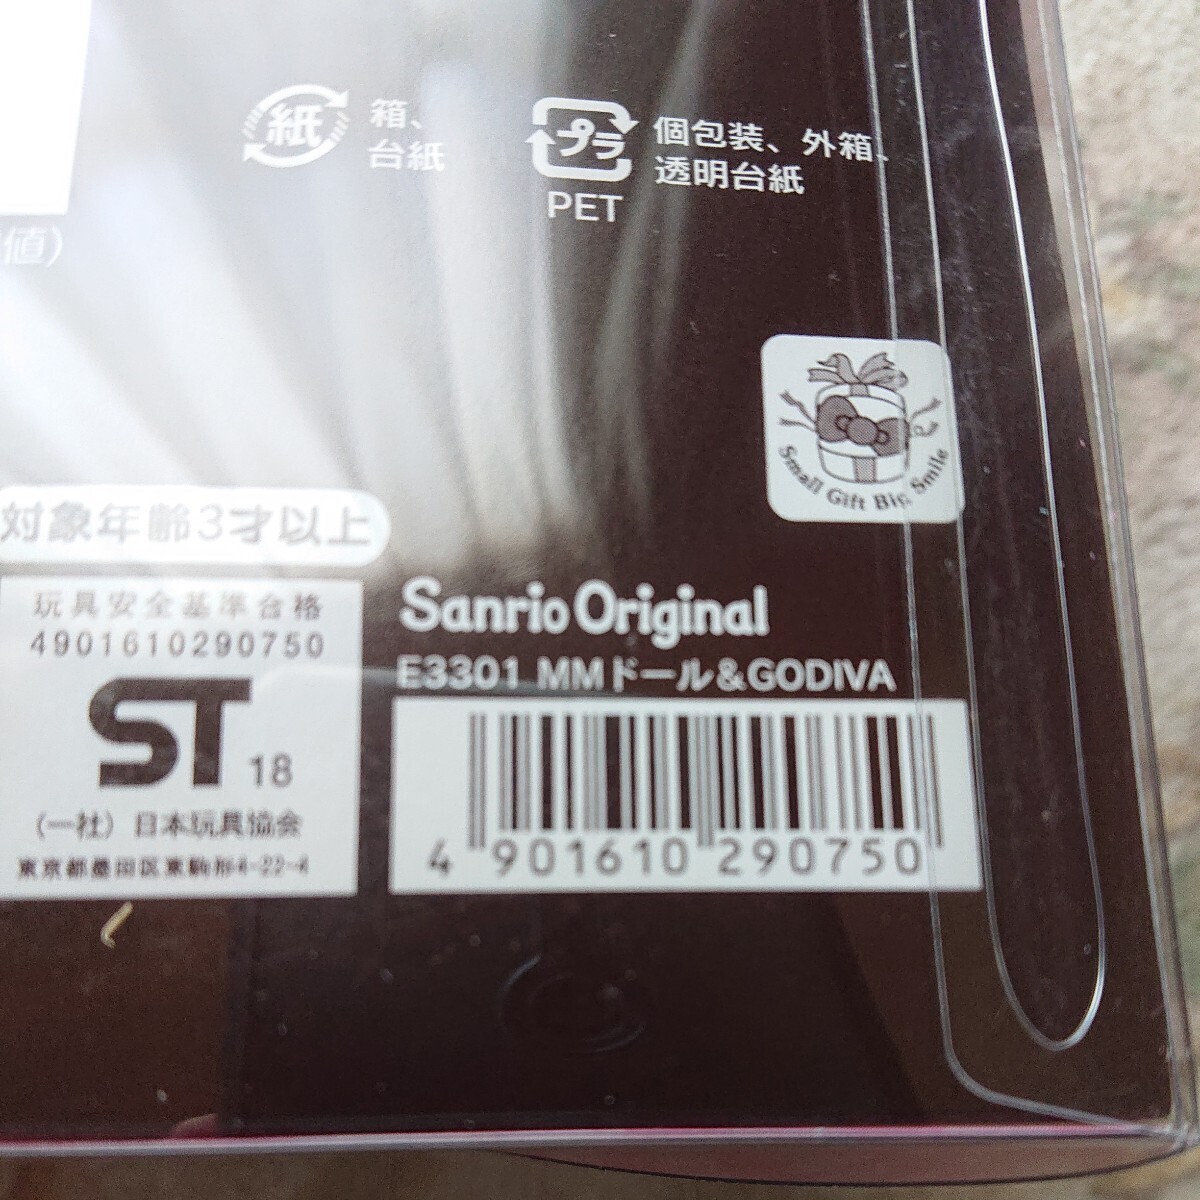 紙
箱、
台紙
プラ
PET
個包装、外箱、
透明台紙
値)
Small Gift Big Smile
対象年齢3才以上
玩具安全基準合格
4901610290750
ST 18
(一社) 日本玩具協会
東京都墨田区東駒形4-22-4
Sanrio Original
E3301 MMドール&GODIVA
4 901610 290750